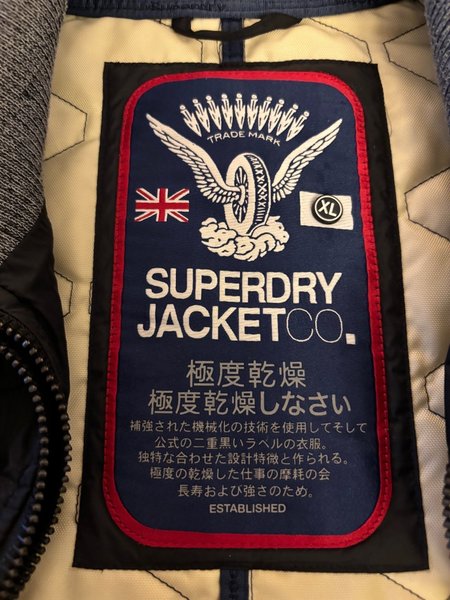 TRADE MARK
XL
SUPERDRY
JACKETCO.
極度乾燥
極度乾燥しなさい
補強された機械化の技術を使用してそして
公式の二重黒いラベルの衣服。
独特な合わせた設計特徴と作られる。
極度の乾燥した仕事の摩耗の会
長寿および強さのため。
ESTABLISHED